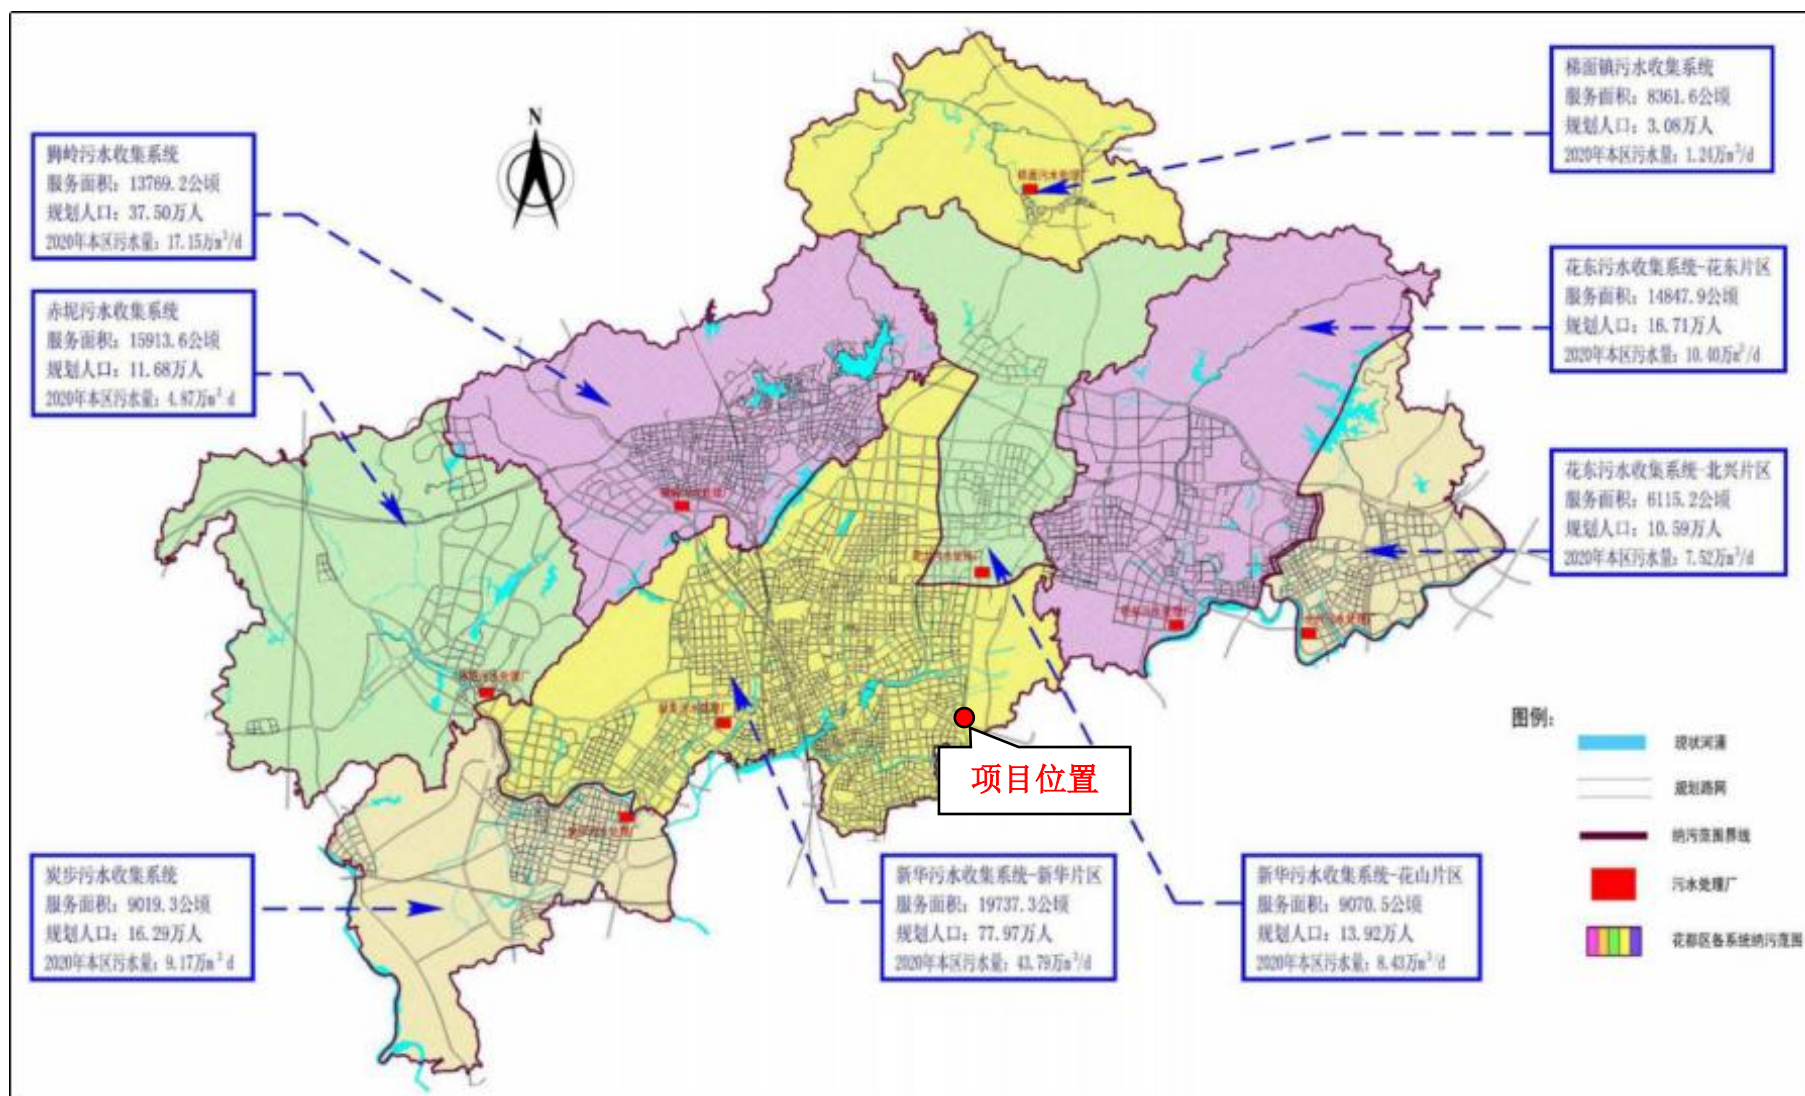 N
狮岭污水收集系统
服务面积：13769.2公顷
规划人口：37.50万人
2020年本区污水量：17.15万m³/d
赤坭污水收集系统
服务面积：15913.6公顷
规划人口：11.68万人
2020年本区污水量：4.87万m³ d
炭步污水收集系统
服务面积：9019.3公顷
规划人口：16.29万人
2020年本区污水量：9.17万m³ d
梯面镇污水收集系统
服务面积：8361.6公顷
规划人口：3.08万人
2020年本区污水量：1.24万m³/d
花东污水收集系统-花东片区
服务面积：14847.9公顷
规划人口：16.71万人
2020年本区污水量：10.40万m³/d
花东污水收集系统-北兴片区
服务面积：6115.2公顷
规划人口：10.59万人
2020年本区污水量：7.52万m³/d
新华污水收集系统-新华片区
服务面积：19737.3公顷
规划人口：77.97万人
2020年本区污水量：43.79万m³/d
新华污水收集系统-花山片区
服务面积：9070.5公顷
规划人口：13.92万人
2020年本区污水量：8.43万m³/d
梯面污水处理厂
项目位置
图例：
现状河涌
规划路网
纳污范围界线
污水处理厂
花都区各系统纳污范围